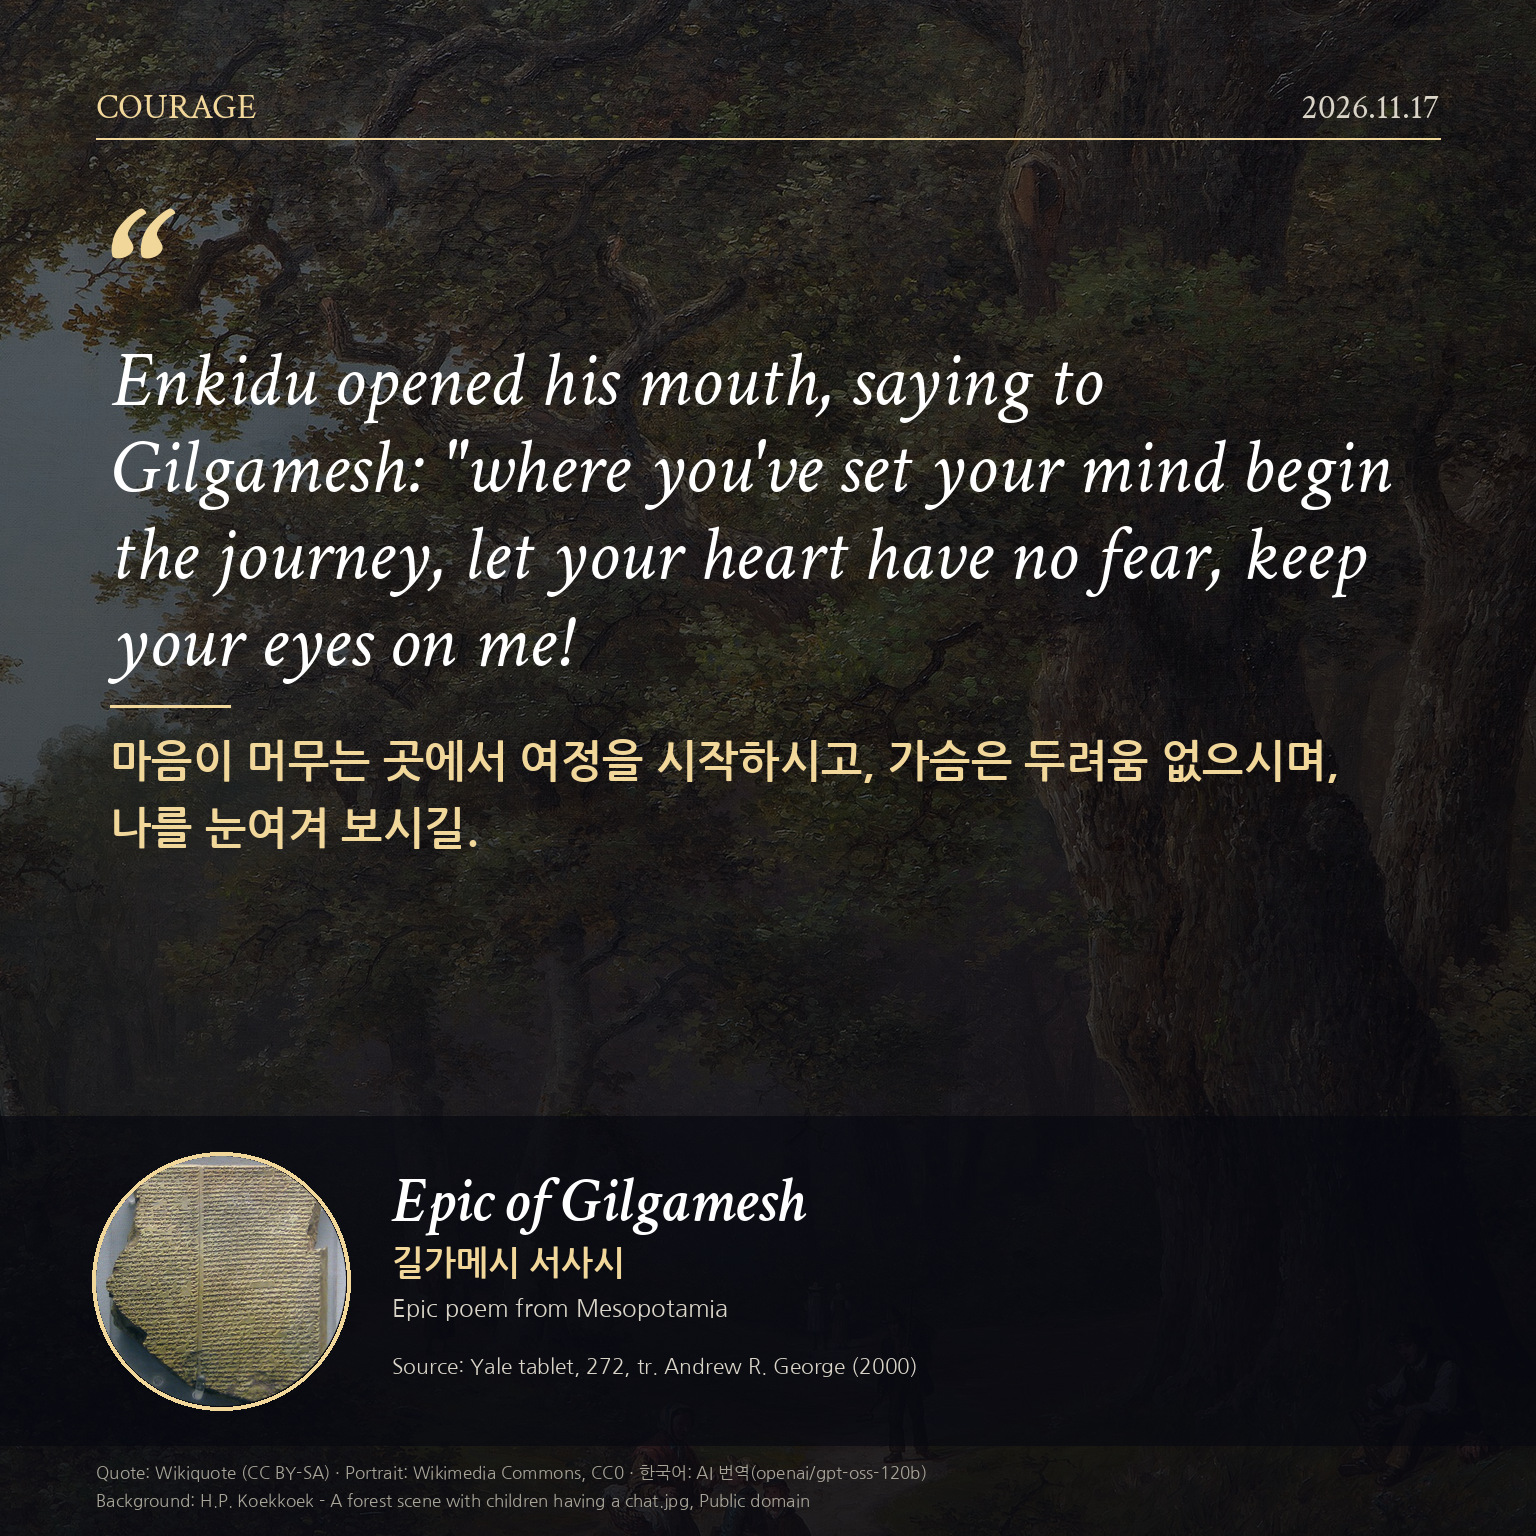 COURAGE
2026.11.17
“
Enkidu opened his mouth, saying to
Gilgamesh: "where you've set your mind begin
the journey, let your heart have no fear, keep
your eyes on me!
마음이 머무는 곳에서 여정을 시작하시고, 가슴은 두려움 없으시며,
나를 눈여겨 보시길.
Epic of Gilgamesh
길가메시 서사시
Epic poem from Mesopotamia
Source: Yale tablet, 272, tr. Andrew R. George (2000)
Quote: Wikiquote (CC BY-SA) · Portrait: Wikimedia Commons, CC0 · 한국어: AI 번역(openai/gpt-oss-120b)
Background: H.P. Koekkoek - A forest scene with children having a chat.jpg, Public domain